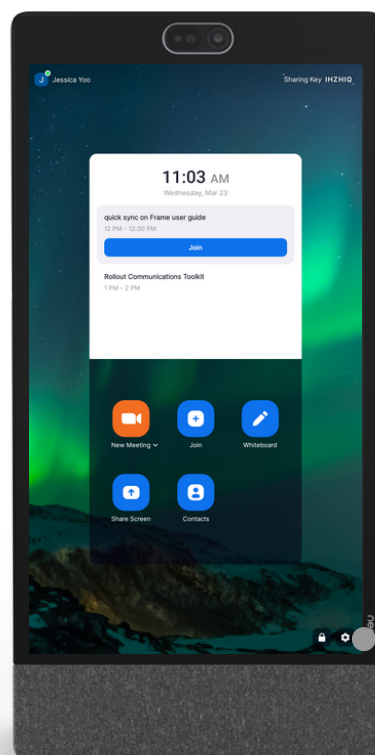 J Jessica Yoo
Sharing Key IHZHIQ
11:03 AM
Wednesday, Mar 23
quick sync on Frame user guide
12 PM - 12:30 PM
Join
Rollout Communications Toolkit
1 PM - 2 PM
New Meeting
Join
Whiteboard
Share Screen
Contacts